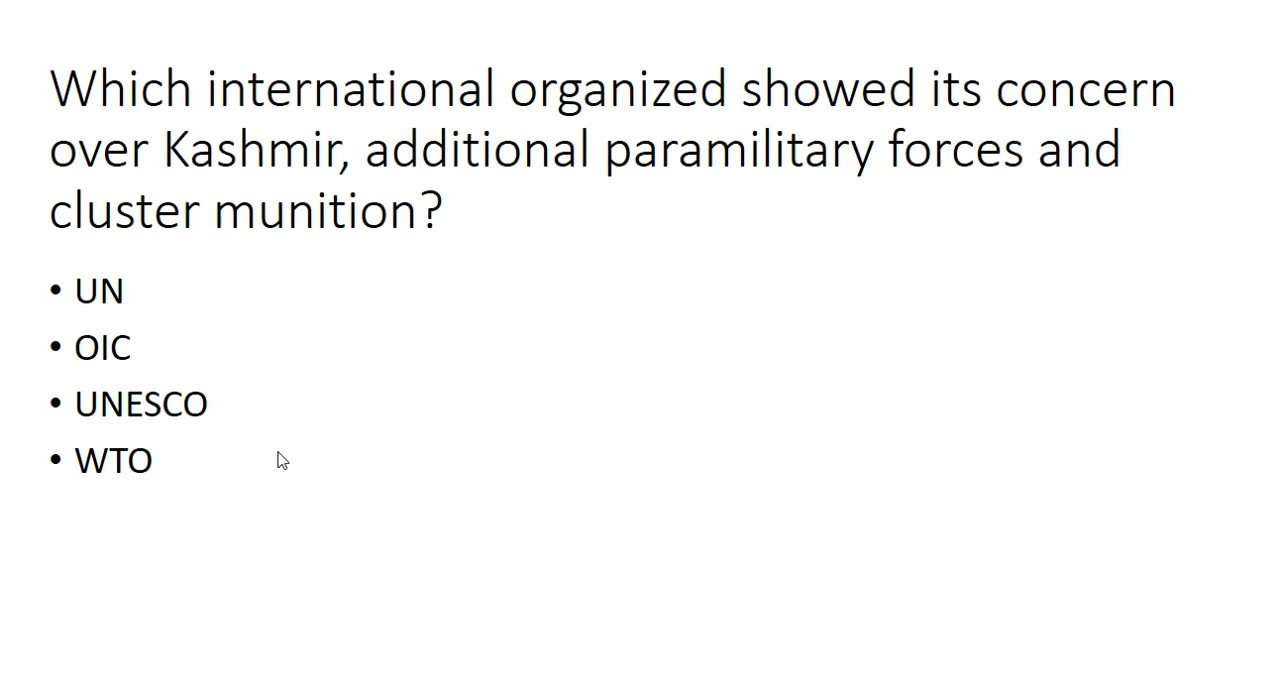 Which international organized showed its concern
over Kashmir, additional paramilitary forces and
cluster munition?
• UN
• OIC
• UNESCO
• WTO